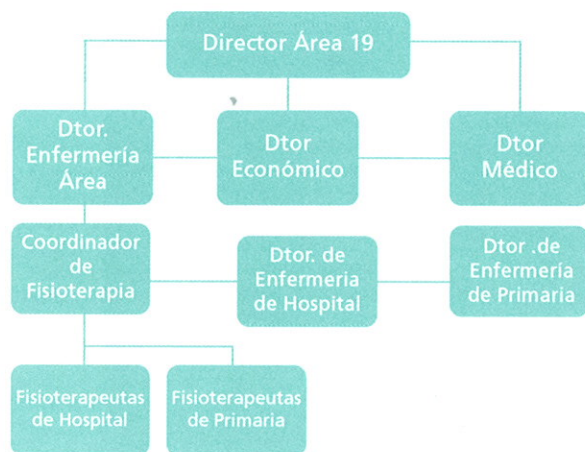 Director Área 19
Dtor.
Enfermería
Área
Dtor
Económico
Dtor
Médico
Coordinador
de
Fisioterapia
Dtor. de
Enfermeria
de Hospital
Dtor .de
Enfermería
de Primaria
Fisioterapeutas
de Hospital
Fisioterapeutas
de Primaria